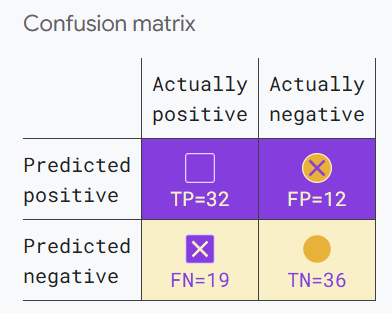 Confusion matrix
Actually positive
Actually negative
Predicted positive
TP=32
FP=12
Predicted negative
FN=19
TN=36